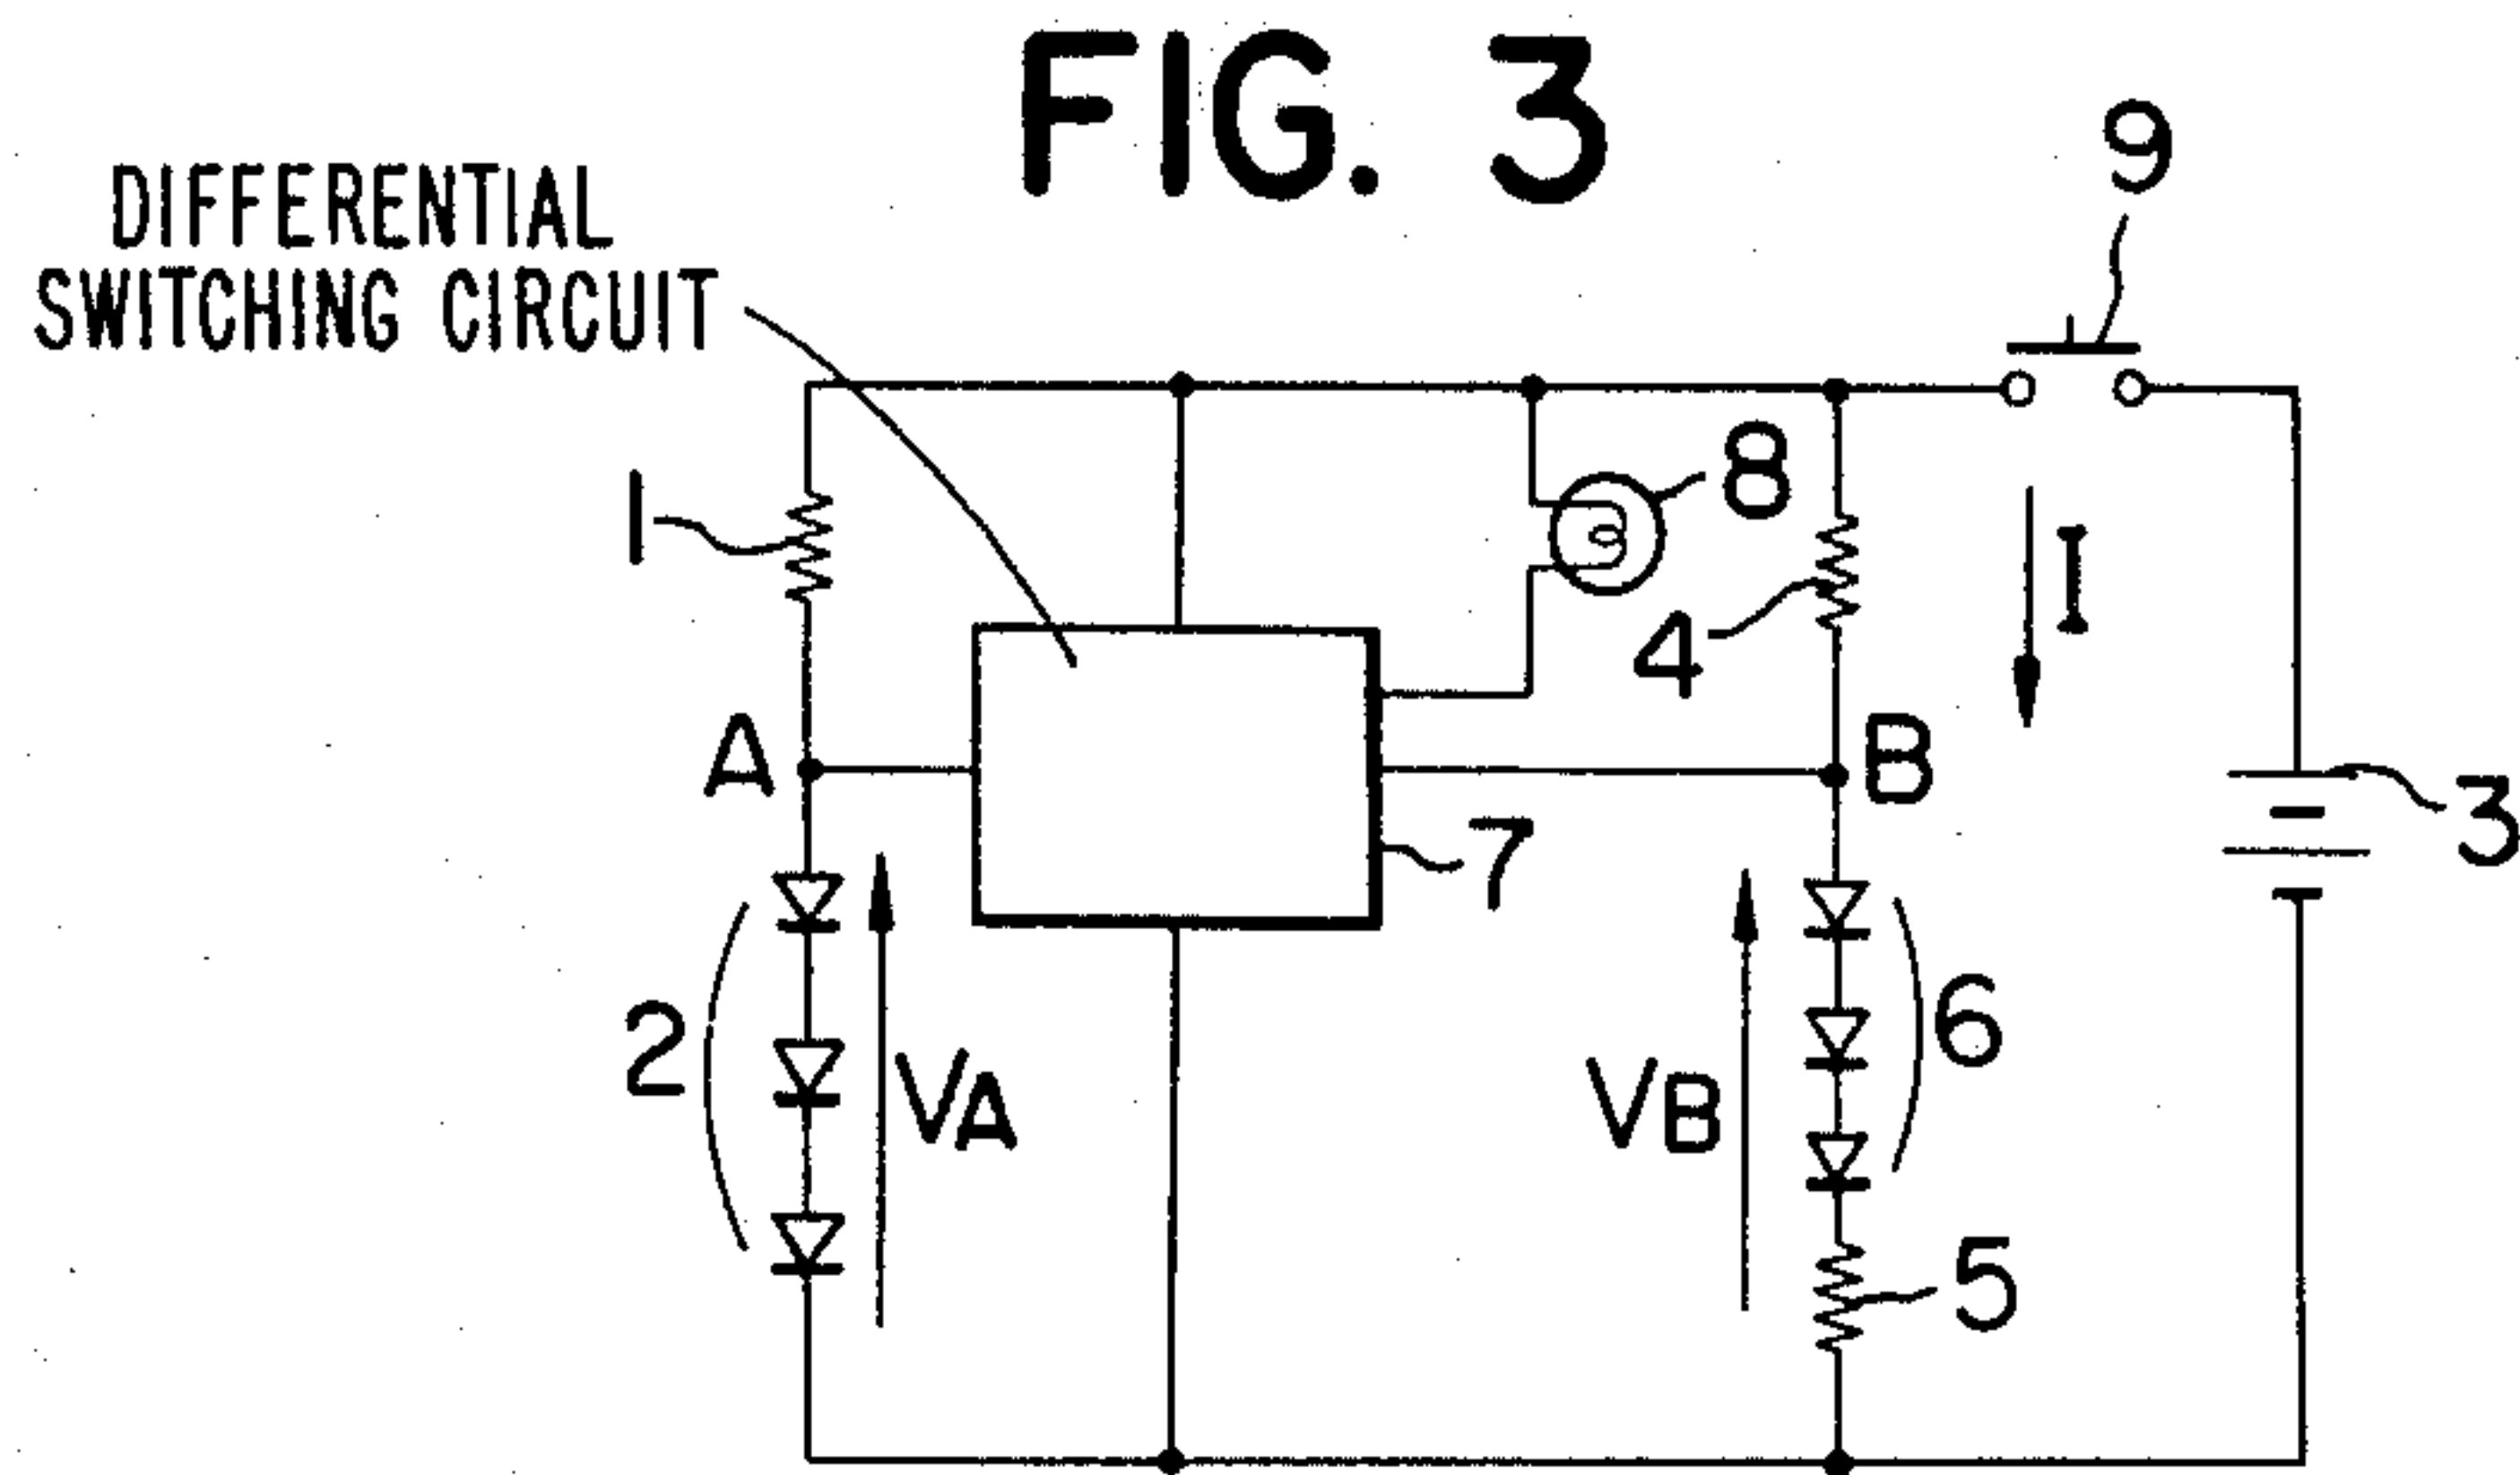 FIG. 3
DIFFERENTIAL
SWITCHING CIRCUIT
9
1
8
4
I
A
B
3
7
2
VA
VB
6
5